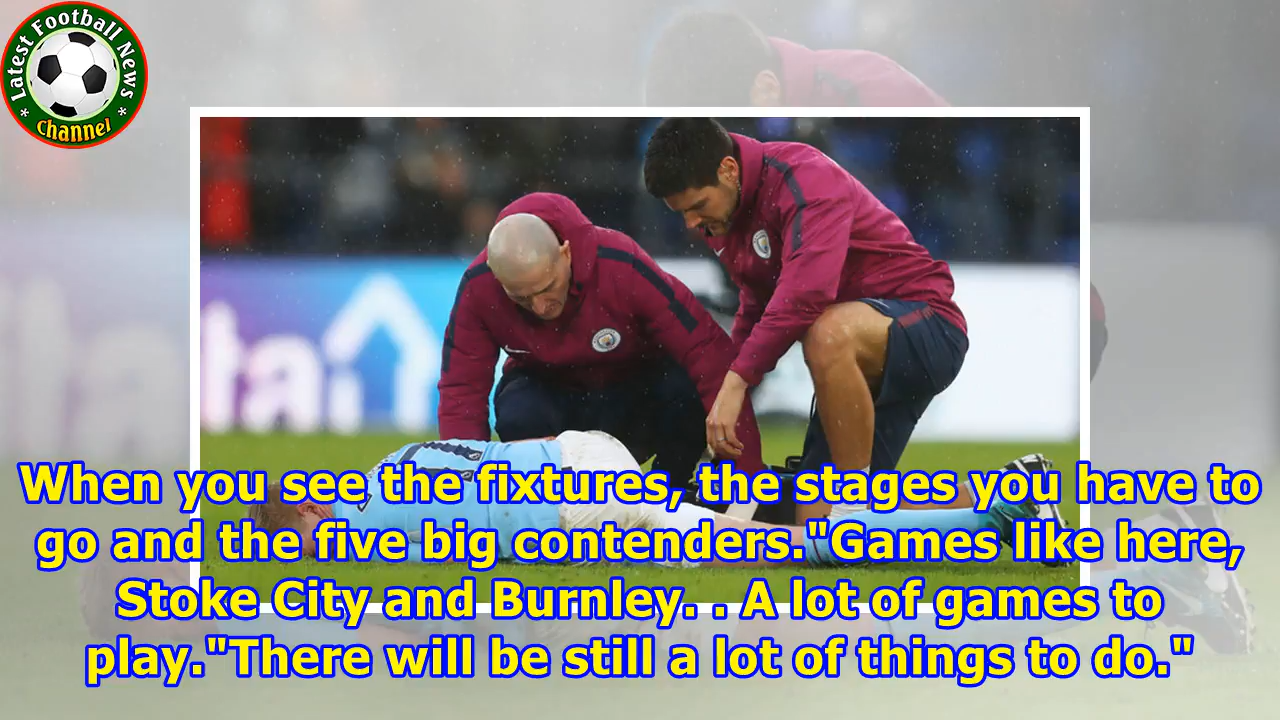 Latest Football News
* Channel *
When you see the fixtures, the stages you have to
go and the five big contenders."Games like here,
Stoke City and Burnley. . A lot of games to
play."There will be still a lot of things to do."